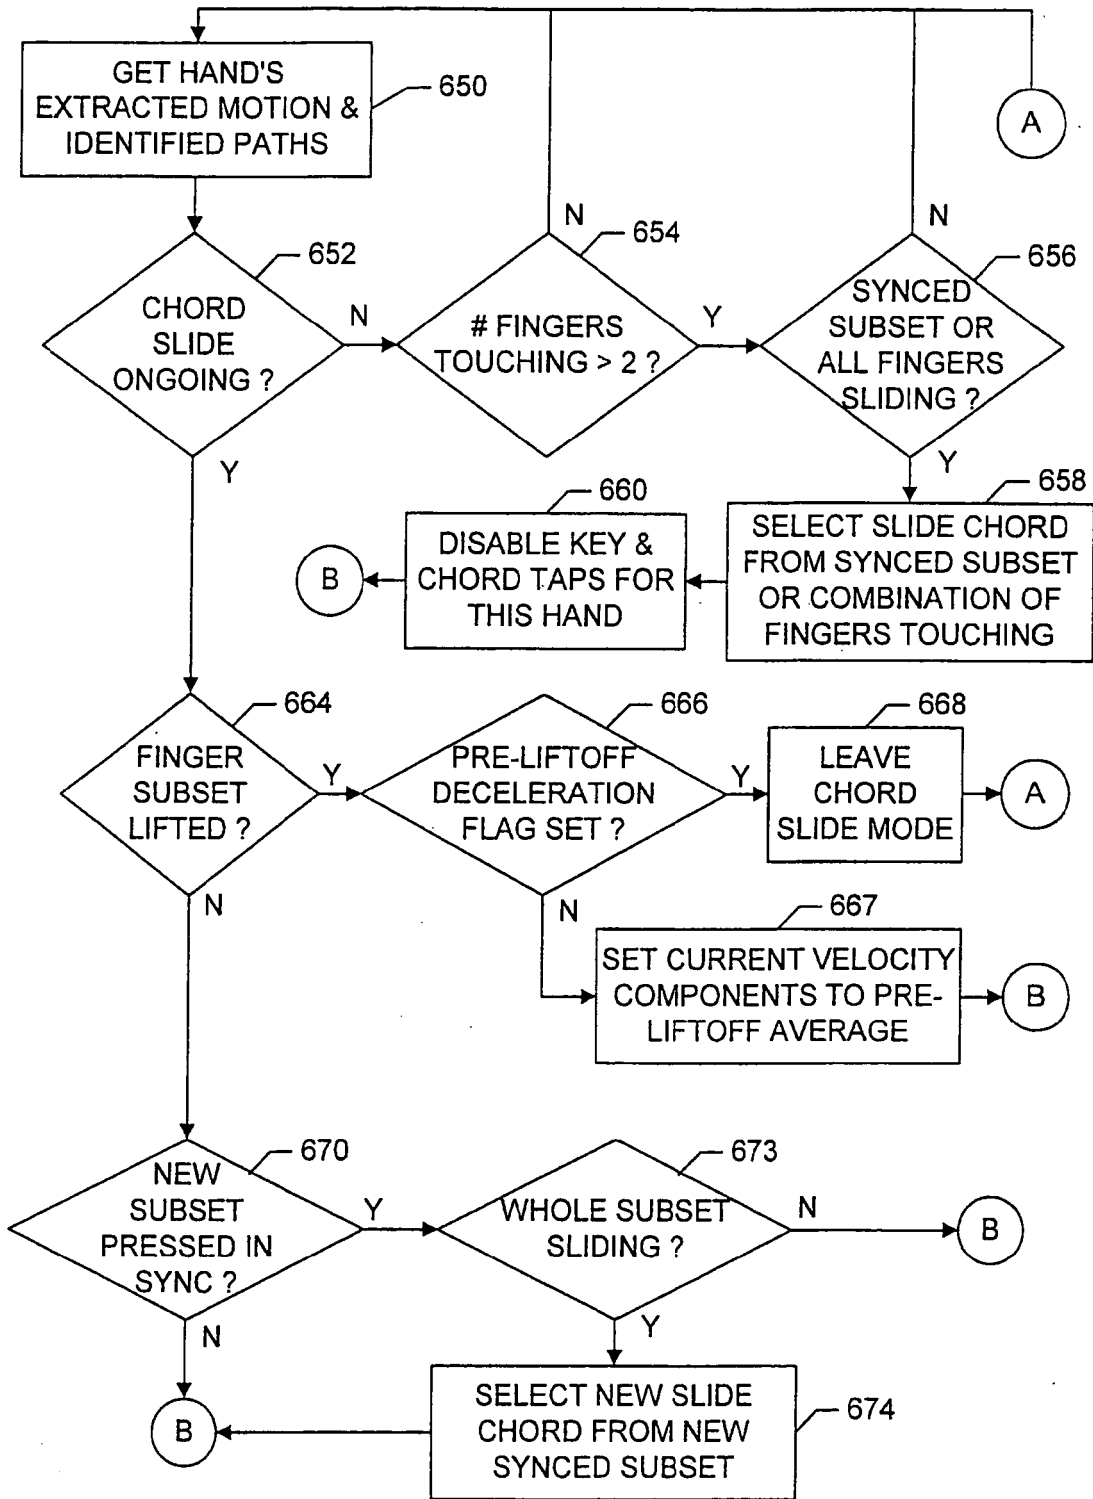 GET HAND'S
EXTRACTED MOTION &
IDENTIFIED PATHS
650
A
N
N
652
654
656
CHORD
SLIDE
ONGOING ?
N
# FINGERS
TOUCHING > 2 ?
Y
SYNCED
SUBSET OR
ALL FINGERS
SLIDING ?
Y
Y
660
658
B
DISABLE KEY &
CHORD TAPS FOR
THIS HAND
SELECT SLIDE CHORD
FROM SYNCED SUBSET
OR COMBINATION OF
FINGERS TOUCHING
664
666
668
FINGER
SUBSET
LIFTED ?
Y
PRE-LIFTOFF
DECELERATION
FLAG SET ?
Y
LEAVE
CHORD
SLIDE MODE
A
N
N
667
SET CURRENT VELOCITY
COMPONENTS TO PRE-
LIFTOFF AVERAGE
B
670
673
NEW
SUBSET
PRESSED IN
SYNC ?
Y
WHOLE SUBSET
SLIDING ?
N
B
N
Y
B
SELECT NEW SLIDE
CHORD FROM NEW
SYNCED SUBSET
674